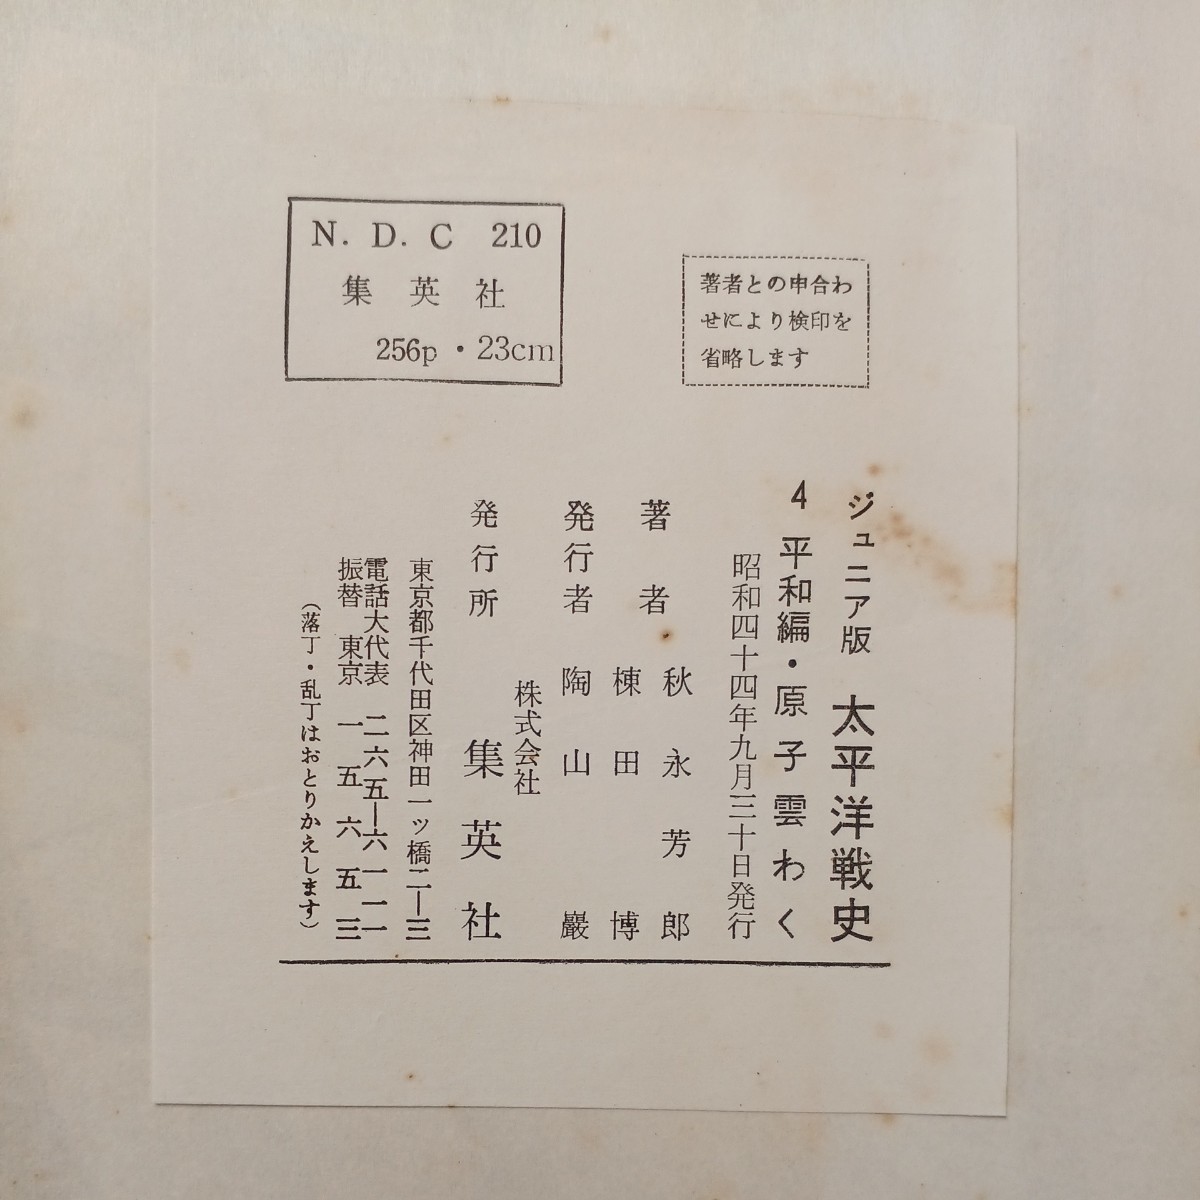 N. D. C 210
集英社
256p・23cm
著者との申合わ
せにより検印を
省略します
ジュニア版 太平洋戦史
4 平和編・原子雲わく
昭和四十四年九月三十日発行
著者 秋永芳郎
棟田博
発行者 陶山巖
株式会社
発行所 集英社
東京都千代田区神田一ッ橋二―三
電話大代表 二六五―六一一一
振替 東京 一五六五三
(落丁・乱丁はおとりかえします)